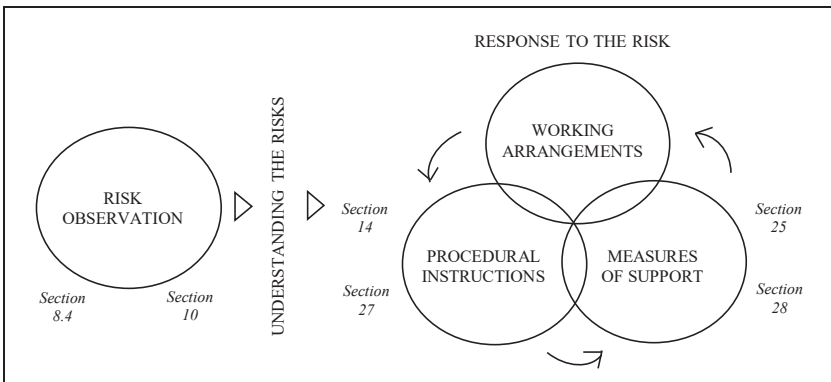 RISK
OBSERVATION
Section
8.4
Section
10
UNDERSTANDING THE RISKS
RESPONSE TO THE RISK
WORKING
ARRANGEMENTS
Section
14
PROCEDURAL
INSTRUCTIONS
Section
27
MEASURES
OF SUPPORT
Section
25
Section
28